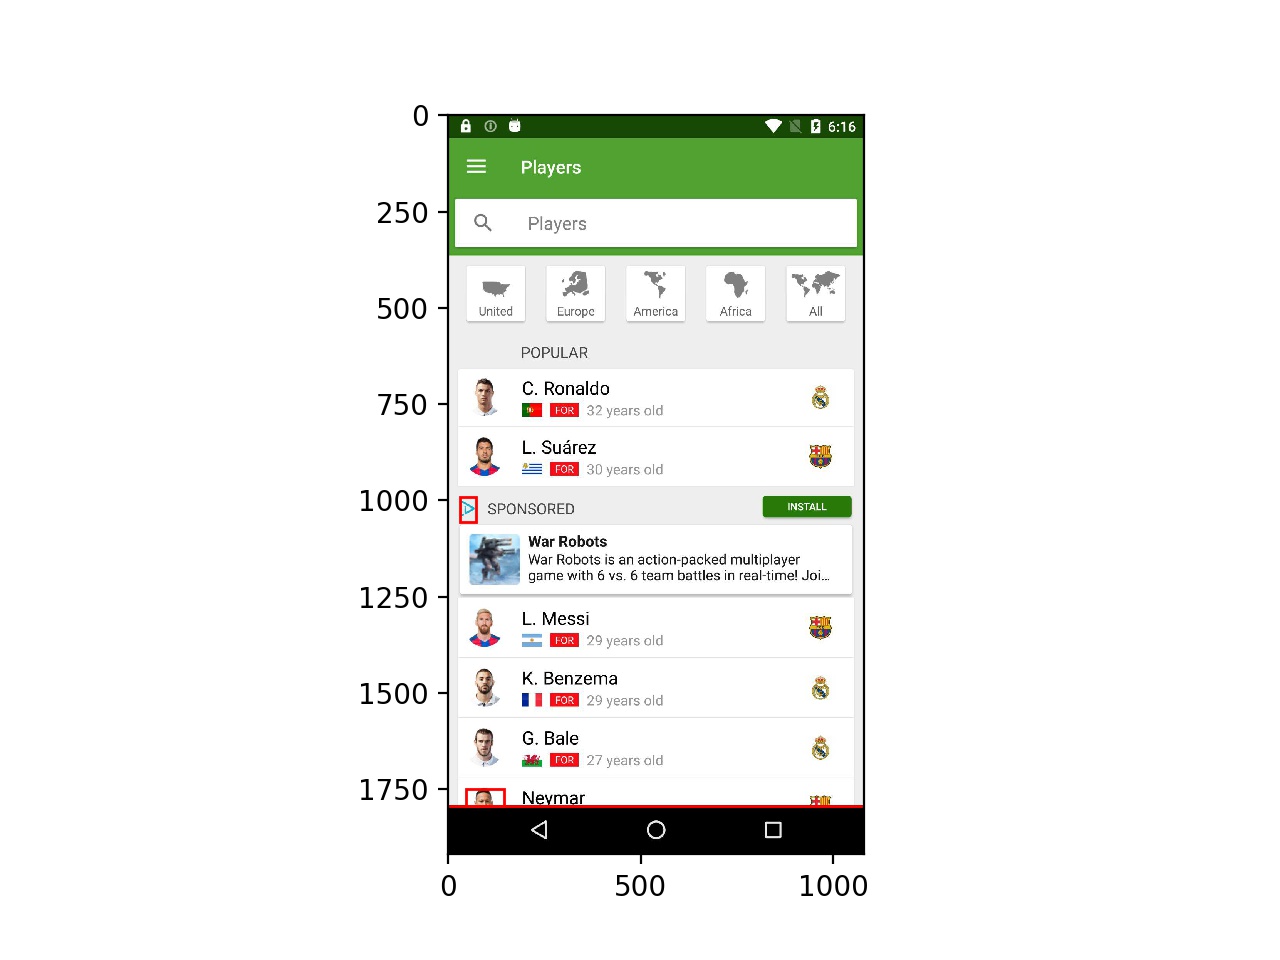 0
250
500
750
1000
1250
1500
1750
6:16
Players
Players
United
Europe
America
Africa
All
POPULAR
C. Ronaldo
FOR 32 years old
L. Suárez
FOR 30 years old
SPONSORED
INSTALL
War Robots
War Robots is an action-packed multiplayer
game with 6 vs. 6 team battles in real-time! Joi...
L. Messi
FOR 29 years old
K. Benzema
FOR 29 years old
G. Bale
FOR 27 years old
Neymar
0 500 1000